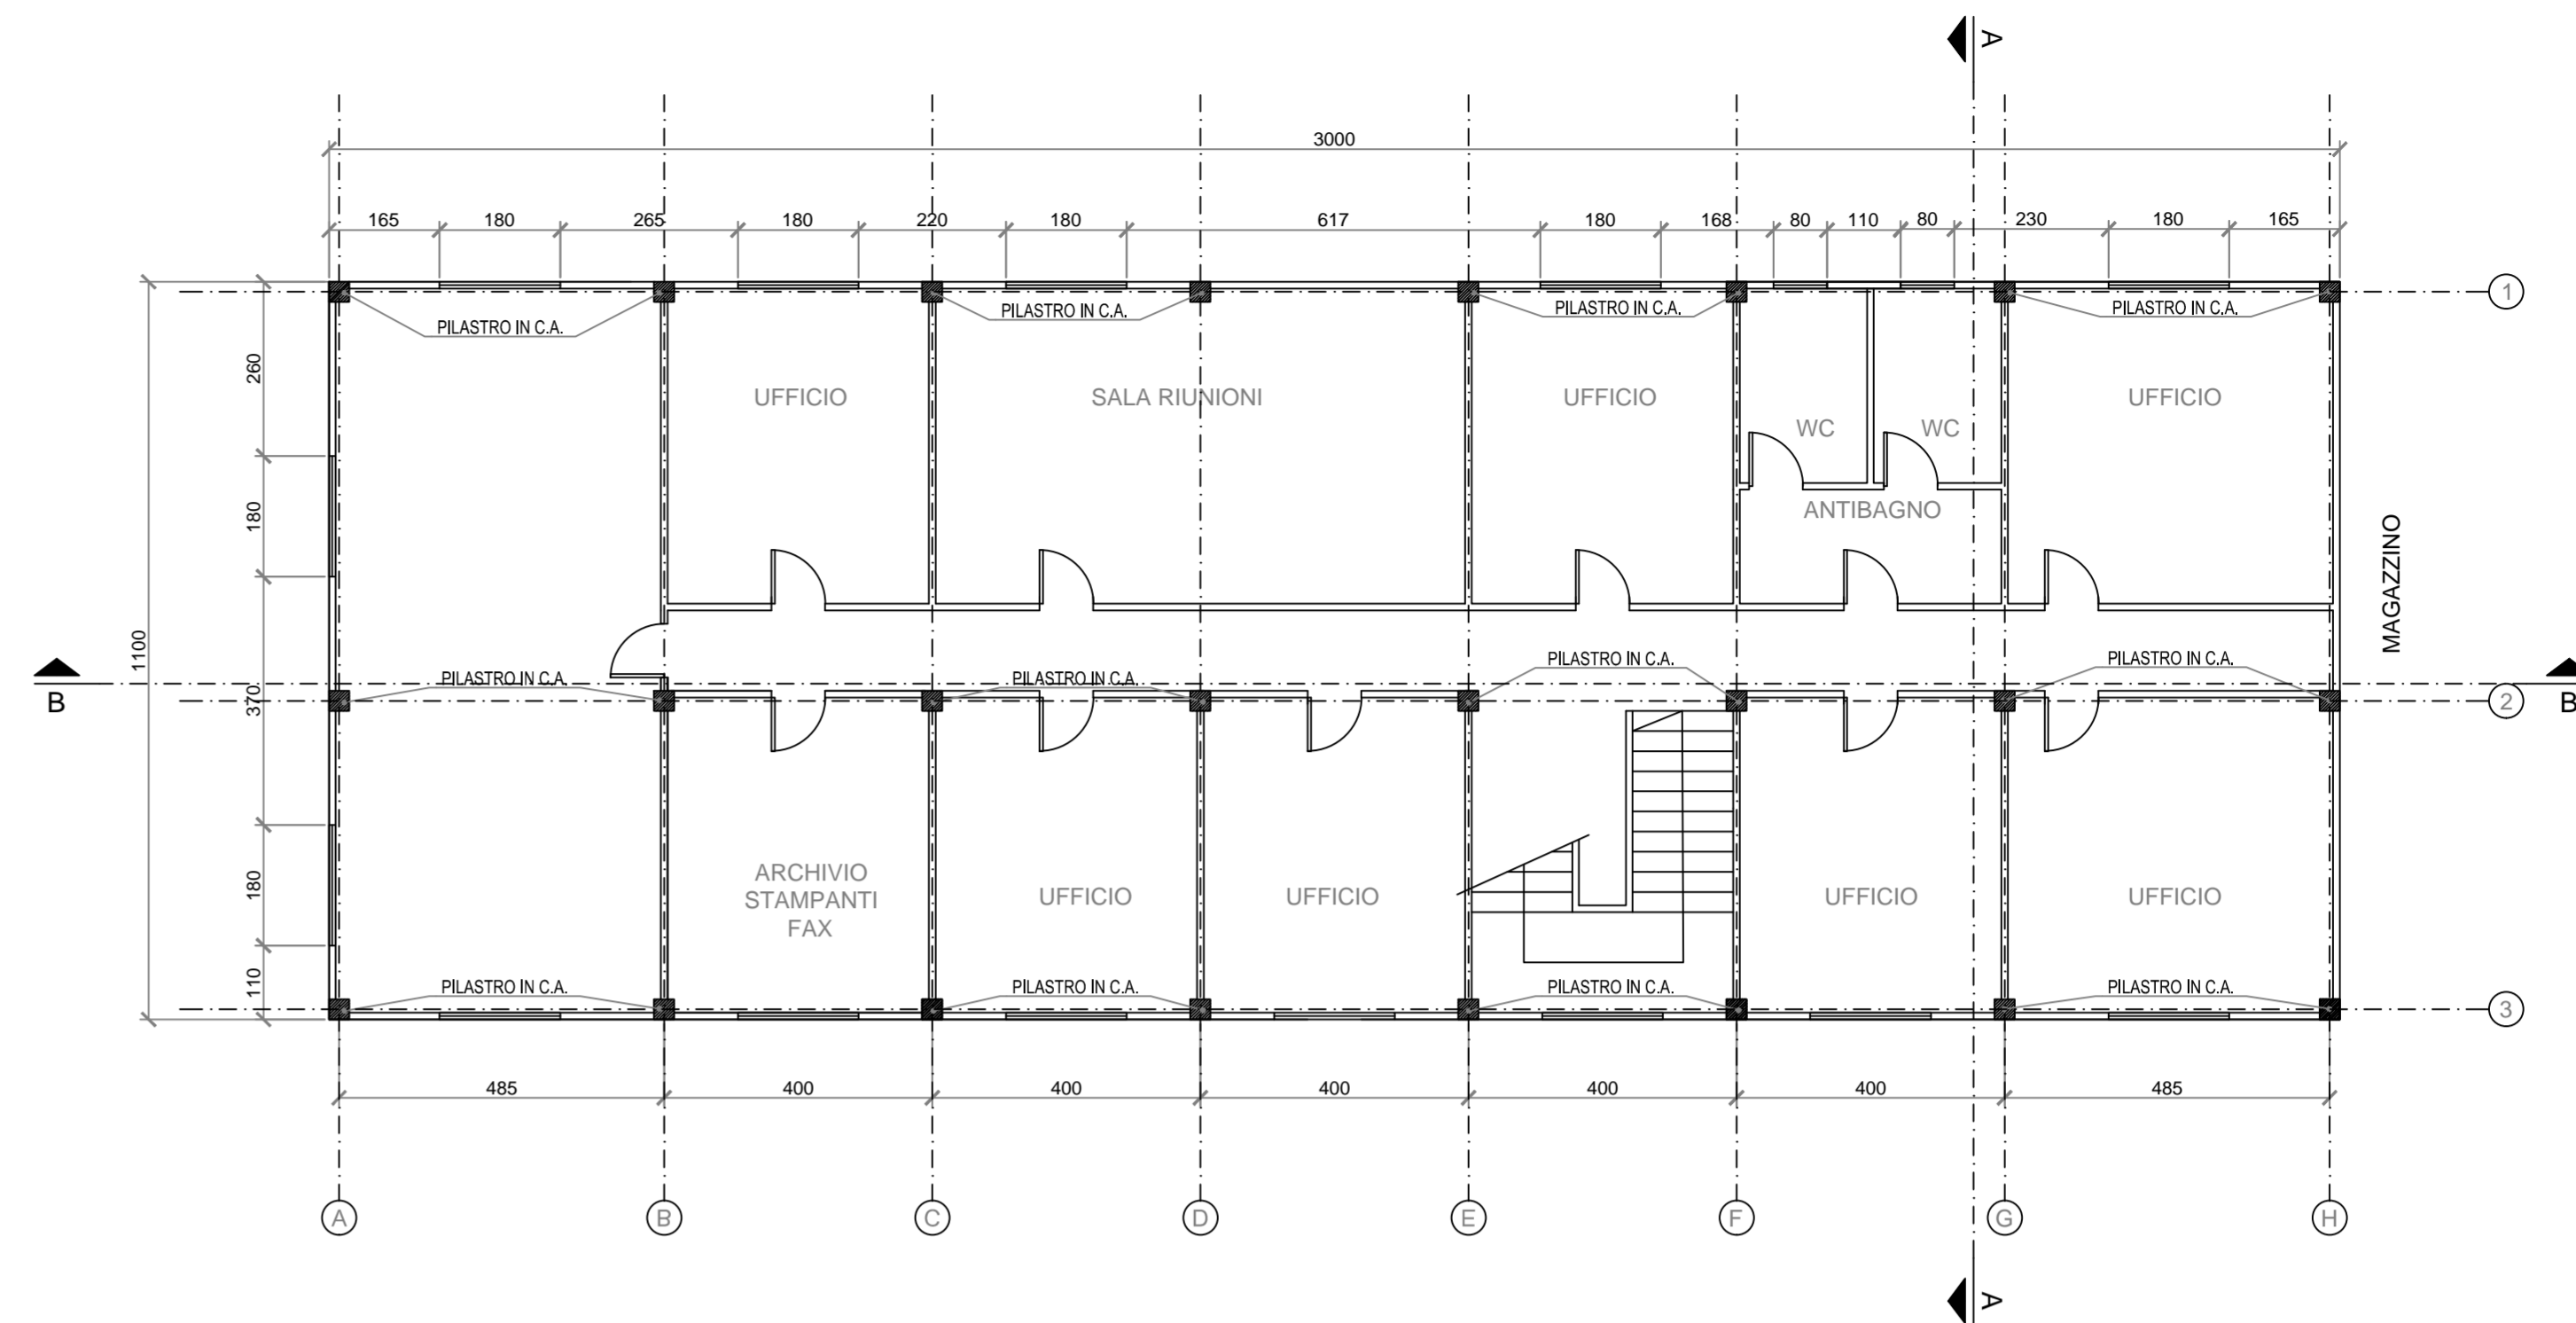 A
3000
165 180 265 180 220 180 617 180 168 80 110 80 230 180 165
1
PILASTRO IN C.A.
PILASTRO IN C.A.
PILASTRO IN C.A.
PILASTRO IN C.A.
260
UFFICIO
SALA RIUNIONI
UFFICIO
WC
WC
UFFICIO
180
ANTIBAGNO
MAGAZZINO
1100
370
B
PILASTRO IN C.A.
PILASTRO IN C.A.
PILASTRO IN C.A.
PILASTRO IN C.A.
B
2
180
ARCHIVIO
STAMPANTI
FAX
UFFICIO
UFFICIO
UFFICIO
UFFICIO
110
PILASTRO IN C.A.
PILASTRO IN C.A.
PILASTRO IN C.A.
PILASTRO IN C.A.
3
485 400 400 400 400 400 485
A B C D E F G H
A